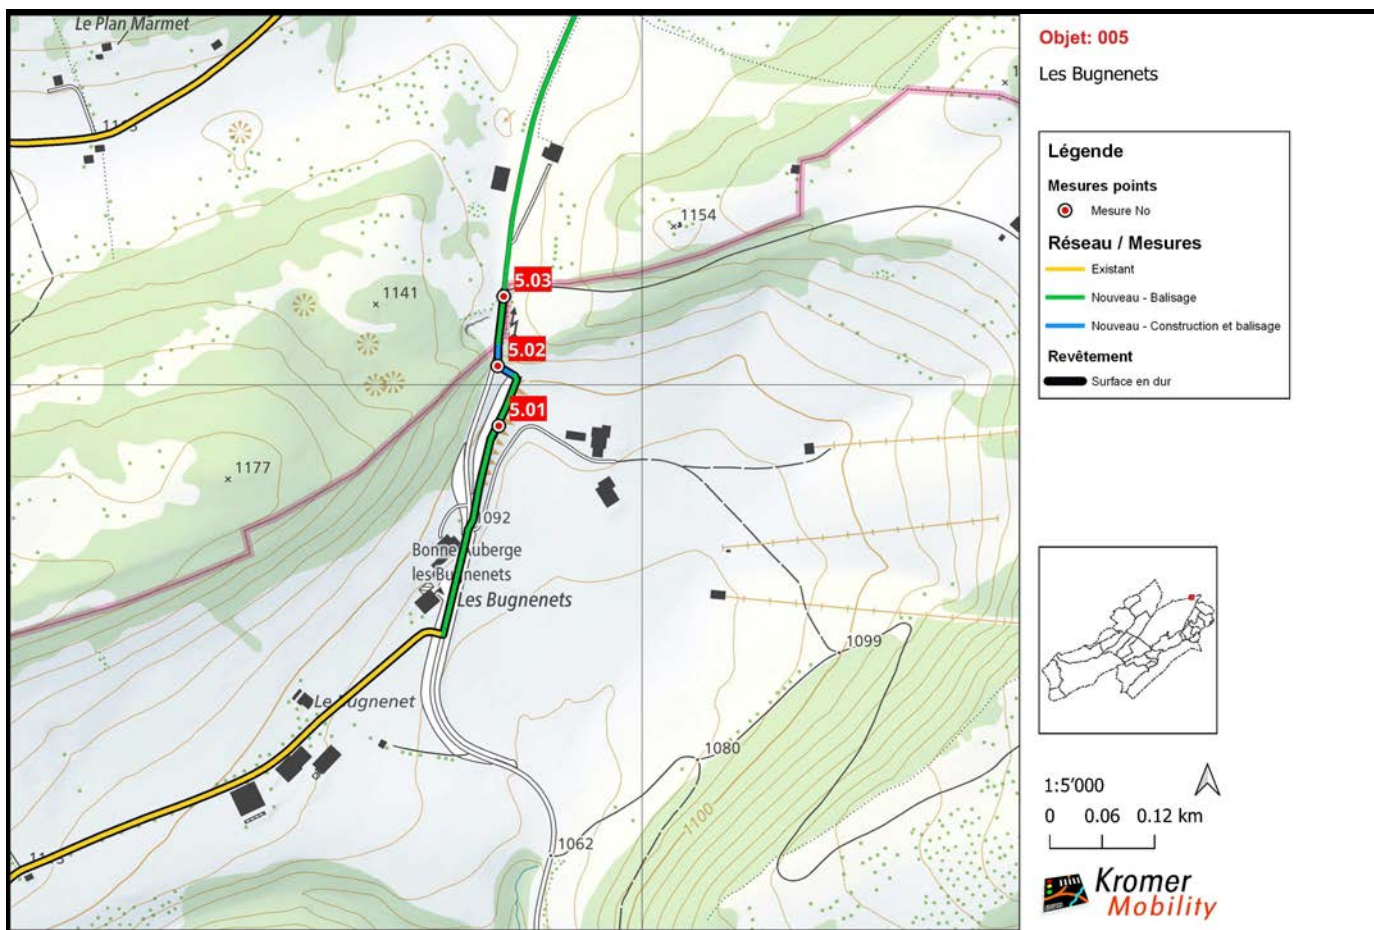 Le Plan Marmet
1154
1141
5.03
5.02
5.01
1177
1092
Bonne Auberge
les Bugnenets
Les Bugnenets
1099
Le Bugnenet
1080
1100
1062
Objet: 005
Les Bugnenets
Légende
Mesures points
Mesure No
Réseau / Mesures
Existant
Nouveau - Balisage
Nouveau - Construction et balisage
Revêtement
Surface en dur
1:5'000
0 0.06 0.12 km
Kromer
Mobility